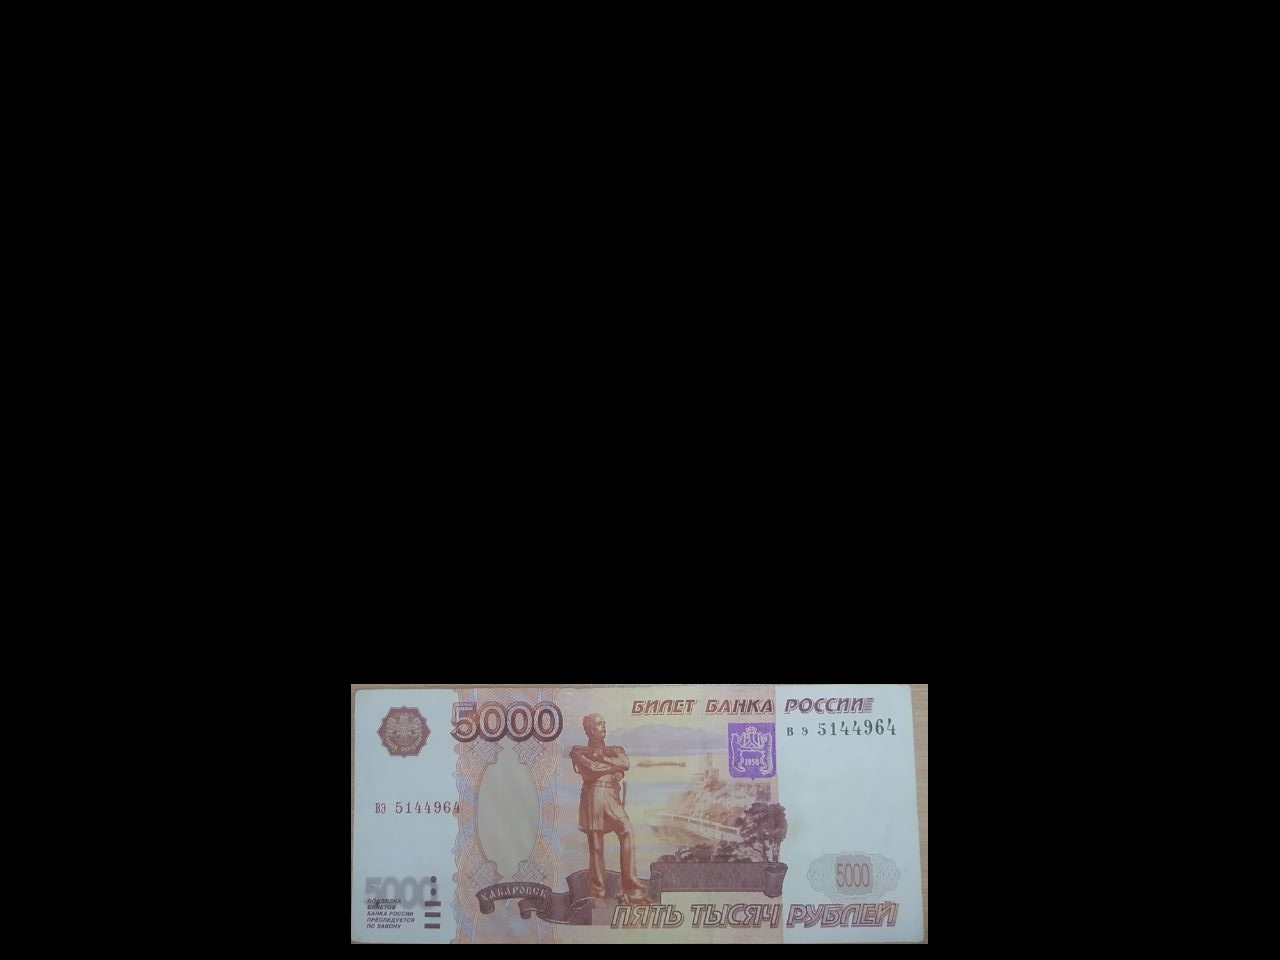 5000
БИЛЕТ БАНКА РОССИИ
вэ 5144964
1858
вэ 5144964
ХАБАРОВСК
5000
5000
ПОДДЕЛКА
БИЛЕТОВ
БАНКА РОССИИ
ПРЕСЛЕДУЕТСЯ
ПО ЗАКОНУ
ПЯТЬ ТЫСЯЧ РУБЛЕЙ